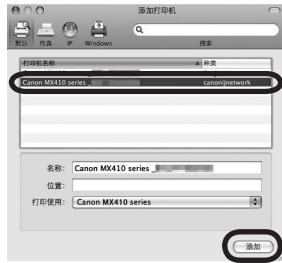 添加打印机
默认 传真 IP Windows 搜索
打印机名称 种类
Canon MX410 series _ canonijnetwork
名称: Canon MX410 series _
位置:
打印使用: Canon MX410 series
添加